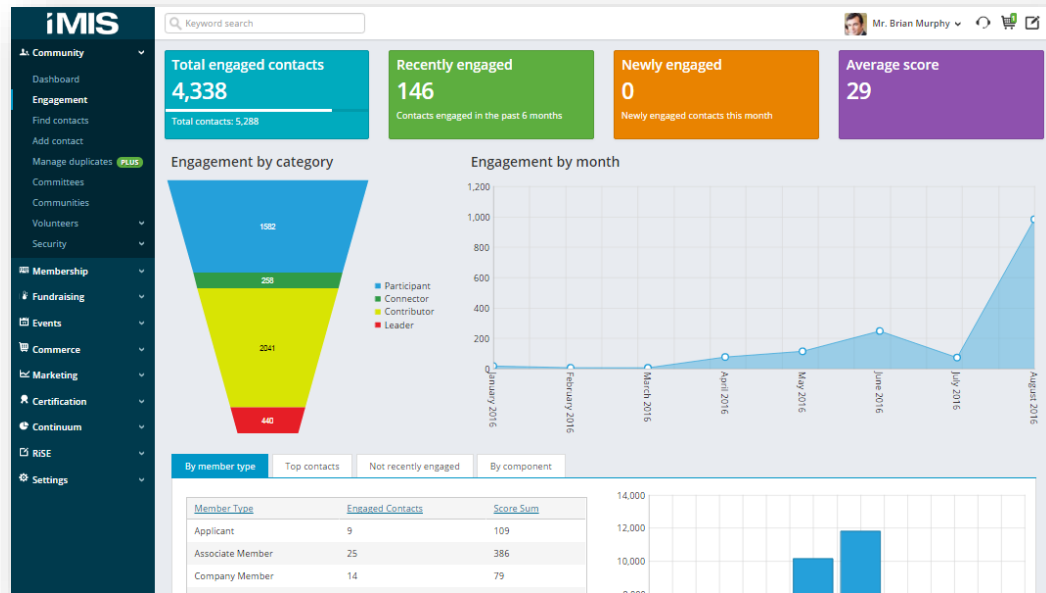 iMIS
Keyword search
Mr. Brian Murphy
1
Community
Dashboard
Engagement
Find contacts
Add contact
Manage duplicates PLUS
Committees
Communities
Volunteers
Security
Membership
Fundraising
Events
Commerce
Marketing
Certification
Continuum
RiSE
Settings
Total engaged contacts
4,338
Total contacts: 5,288
Recently engaged
146
Contacts engaged in the past 6 months
Newly engaged
0
Newly engaged contacts this month
Average score
29
Engagement by category
1582
258
2041
440
Participant
Connector
Contributor
Leader
Engagement by month
1,200
1,000
800
600
400
200
0
January 2016
February 2016
March 2016
April 2016
May 2016
June 2016
July 2016
August 2016
By member type
Top contacts
Not recently engaged
By component
Member Type Engaged Contacts Score Sum
Applicant 9 109
Associate Member 25 386
Company Member 14 79
14,000
12,000
10,000